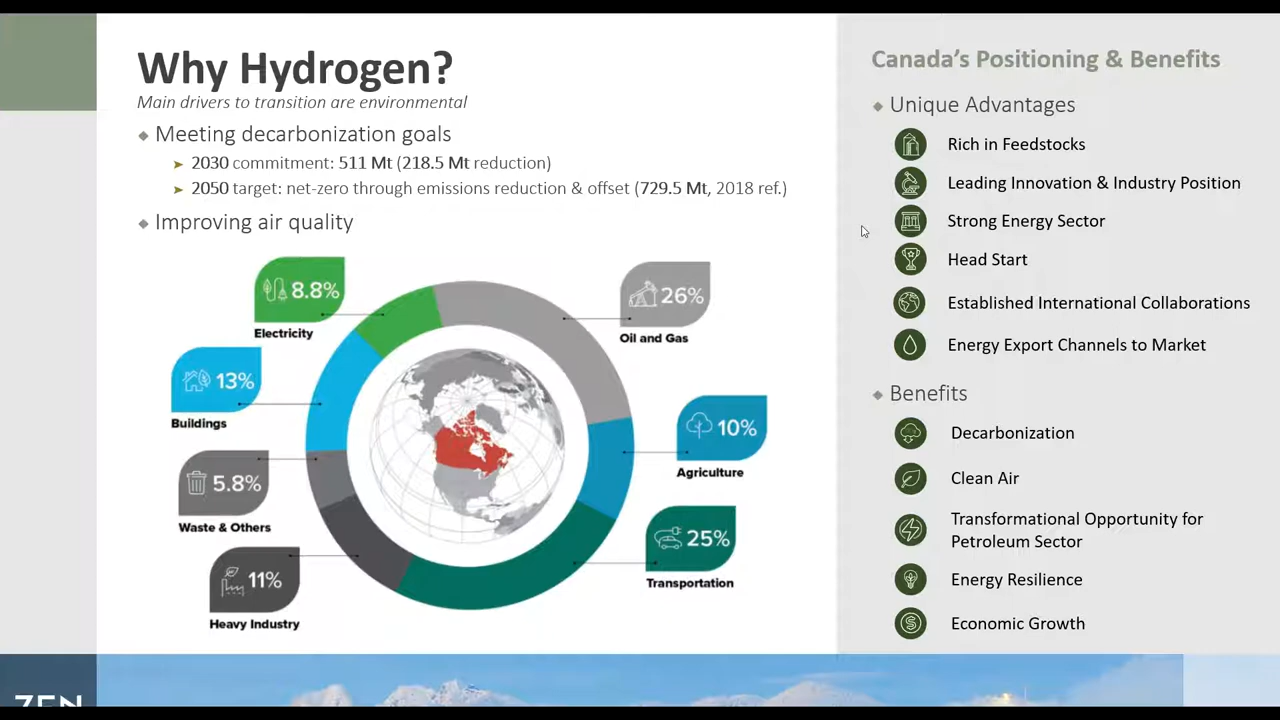 Why Hydrogen?
Main drivers to transition are environmental
Meeting decarbonization goals
2030 commitment: 511 Mt (218.5 Mt reduction)
2050 target: net-zero through emissions reduction & offset (729.5 Mt, 2018 ref.)
Improving air quality
8.8%
Electricity
26%
Oil and Gas
13%
Buildings
10%
Agriculture
5.8%
Waste & Others
25%
Transportation
11%
Heavy Industry
Canada's Positioning & Benefits
Unique Advantages
Rich in Feedstocks
Leading Innovation & Industry Position
Strong Energy Sector
Head Start
Established International Collaborations
Energy Export Channels to Market
Benefits
Decarbonization
Clean Air
Transformational Opportunity for
Petroleum Sector
Energy Resilience
Economic Growth
ZEN